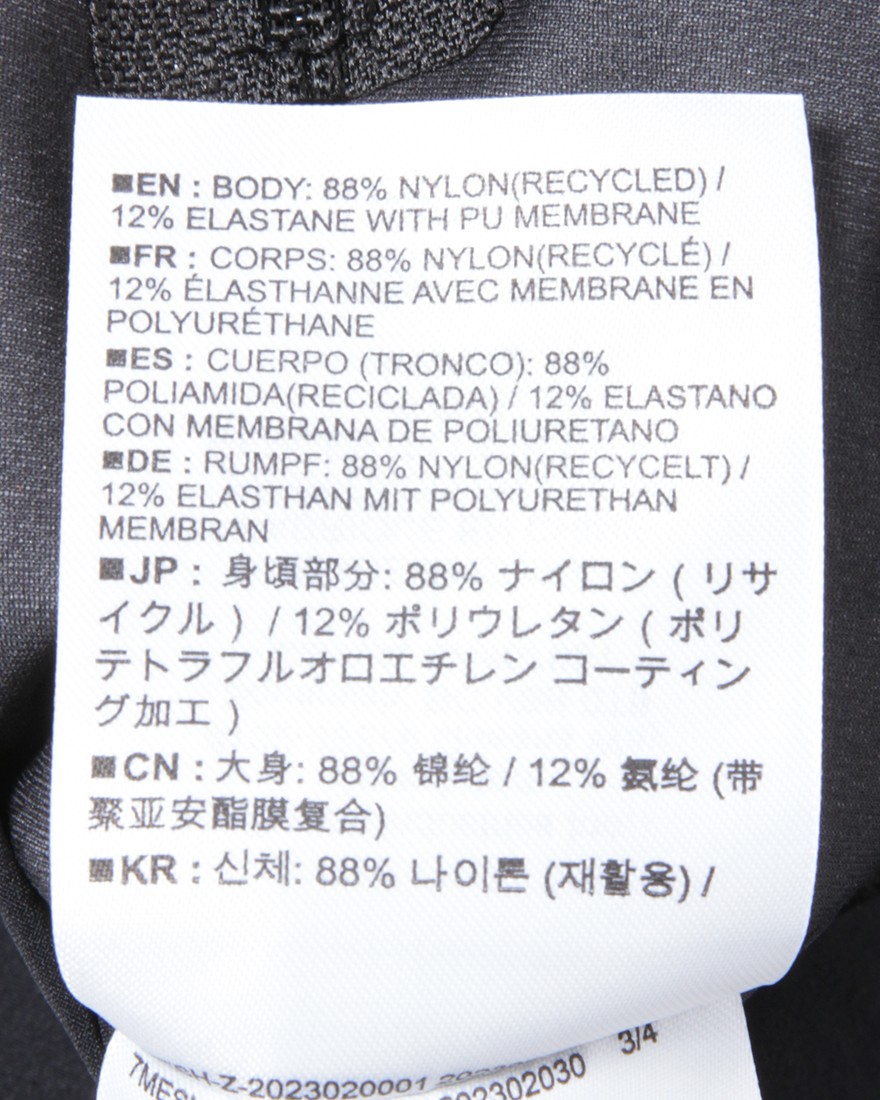 ■EN : BODY: 88% NYLON(RECYCLED) /
12% ELASTANE WITH PU MEMBRANE
■FR : CORPS: 88% NYLON(RECYCLÉ) /
12% ÉLASTHANNE AVEC MEMBRANE EN
POLYURÉTHANE
■ES : CUERPO (TRONCO): 88%
POLIAMIDA(RECICLADA) / 12% ELASTANO
CON MEMBRANA DE POLIURETANO
■DE : RUMPF: 88% NYLON(RECYCELT) /
12% ELASTHAN MIT POLYURETHAN
MEMBRAN
■JP : 身頃部分: 88% ナイロン ( リサ
イクル ) / 12% ポリウレタン ( ポリ
テトラフルオロエチレン コーティン
グ加工 )
■CN : 大身: 88% 锦纶 / 12% 氨纶 (带
聚亚安酯膜复合)
■KR : 신체: 88% 나이론 (재활용) /
3/4